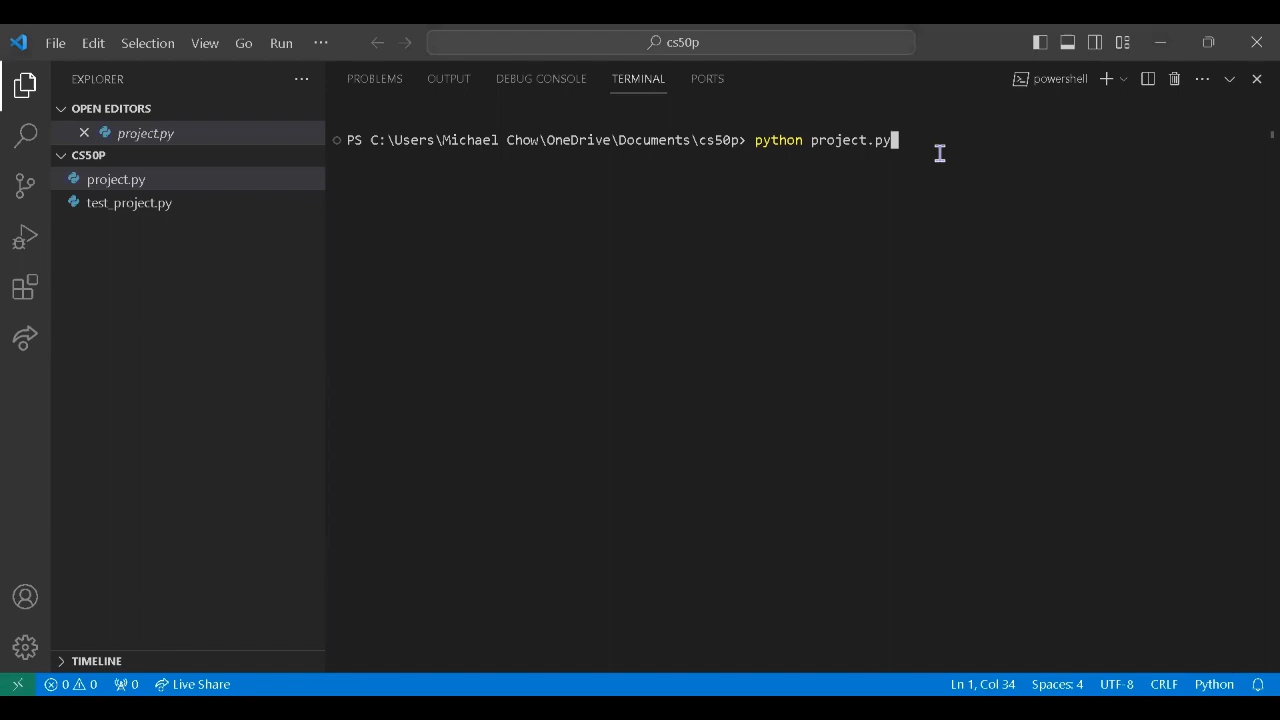 File Edit Selection View Go Run ··· cs50p
EXPLORER ···
OPEN EDITORS
project.py
CS50P
project.py
test_project.py
TIMELINE
PROBLEMS OUTPUT DEBUG CONSOLE TERMINAL PORTS powershell ···
PS C:\Users\Michael Chow\OneDrive\Documents\cs50p> python project.py
0 0 0 Live Share Ln 1, Col 34 Spaces: 4 UTF-8 CRLF Python